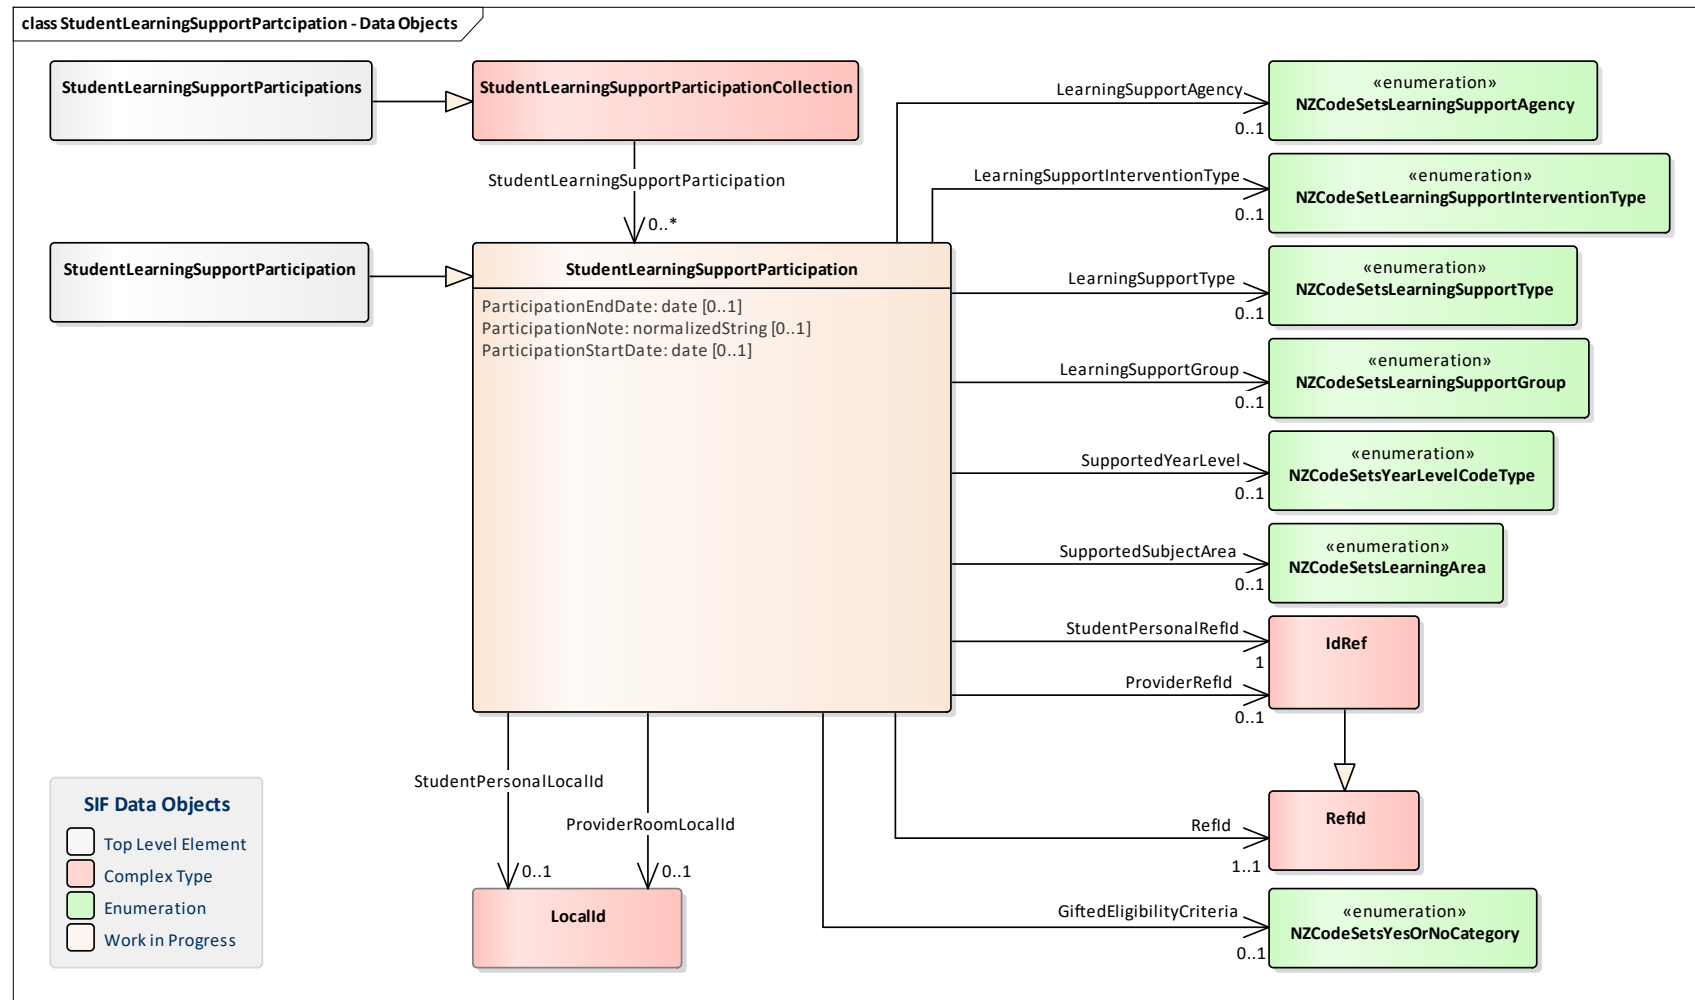 class StudentLearningSupportPartcipation - Data Objects
StudentLearningSupportParticipations
StudentLearningSupportParticipationCollection
StudentLearningSupportParticipation
0..*
StudentLearningSupportParticipation
StudentLearningSupportParticipation
ParticipationEndDate: date [0..1]
ParticipationNote: normalizedString [0..1]
ParticipationStartDate: date [0..1]
LearningSupportAgency
0..1
«enumeration»
NZCodeSetsLearningSupportAgency
LearningSupportInterventionType
0..1
«enumeration»
NZCodeSetLearningSupportInterventionType
LearningSupportType
0..1
«enumeration»
NZCodeSetsLearningSupportType
LearningSupportGroup
0..1
«enumeration»
NZCodeSetsLearningSupportGroup
SupportedYearLevel
0..1
«enumeration»
NZCodeSetsYearLevelCodeType
SupportedSubjectArea
0..1
«enumeration»
NZCodeSetsLearningArea
StudentPersonalRefId
1
ProviderRefId
0..1
IdRef
RefId
1..1
RefId
GiftedEligibilityCriteria
0..1
«enumeration»
NZCodeSetsYesOrNoCategory
StudentPersonalLocalId
0..1
ProviderRoomLocalId
0..1
LocalId
SIF Data Objects
Top Level Element
Complex Type
Enumeration
Work in Progress